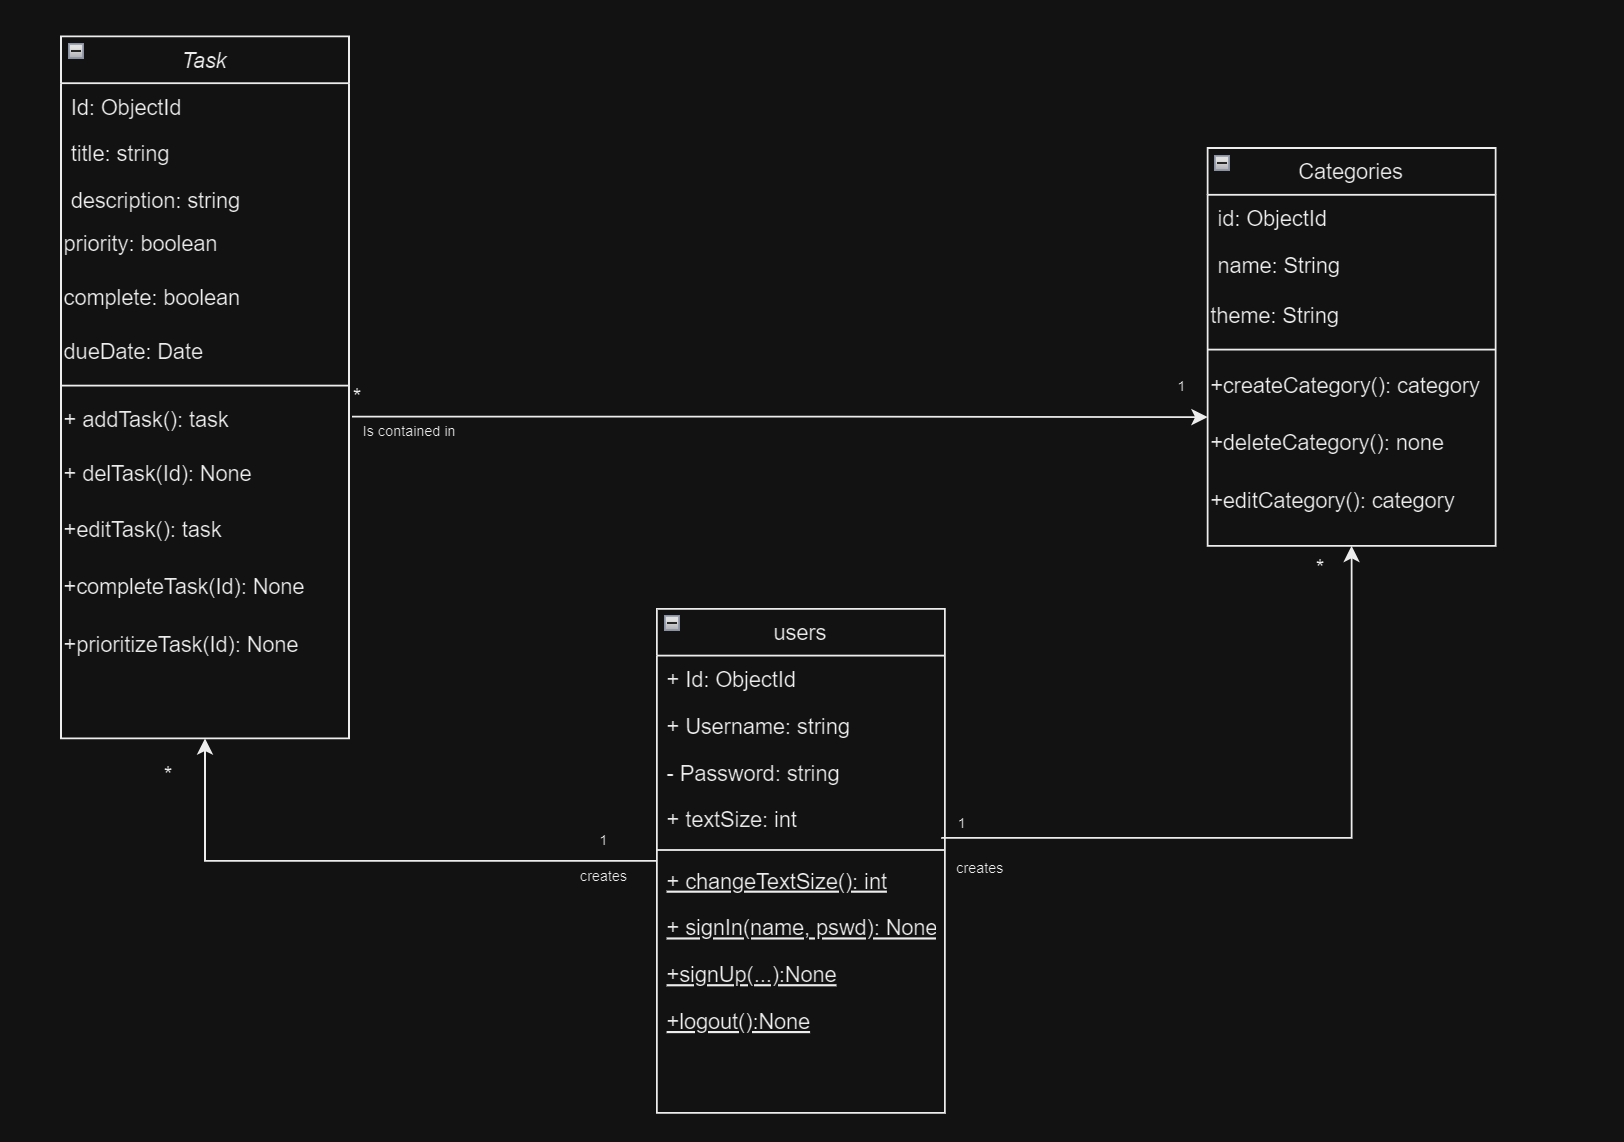 Task
Id: ObjectId
title: string
description: string
priority: boolean
complete: boolean
dueDate: Date
+ addTask(): task
+ delTask(Id): None
+editTask(): task
+completeTask(Id): None
+prioritizeTask(Id): None
*
Is contained in
1
Categories
id: ObjectId
name: String
theme: String
+createCategory(): category
+deleteCategory(): none
+editCategory(): category
*
users
+ Id: ObjectId
+ Username: string
- Password: string
+ textSize: int
+ changeTextSize(): int
+ signIn(name, pswd): None
+signUp(...):None
+logout():None
*
1
creates
1
creates